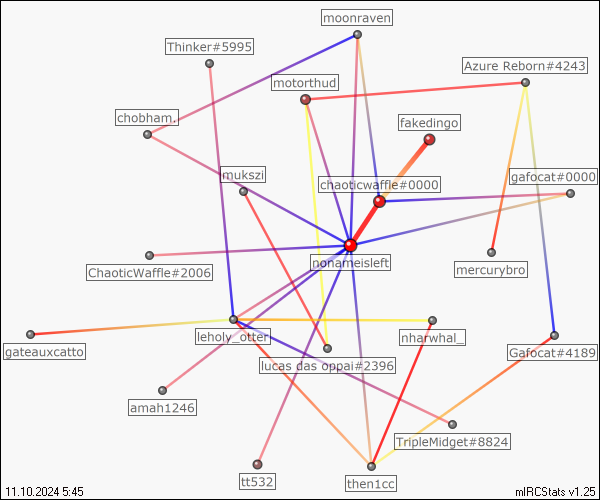 moonraven
Thinker#5995
Azure Reborn#4243
motorthud
chobham.
fakedingo
mukszi
chaoticwaffle#0000
gafocat#0000
nonameisleft
ChaoticWaffle#2006
mercurybro
leholy_otter
nharwhal_
gateauxcatto
lucas das oppai#2396
Gafocat#4189
amah1246
TripleMidget#8824
tt532
then1cc
11.10.2024 5:45
mIRCStats v1.25